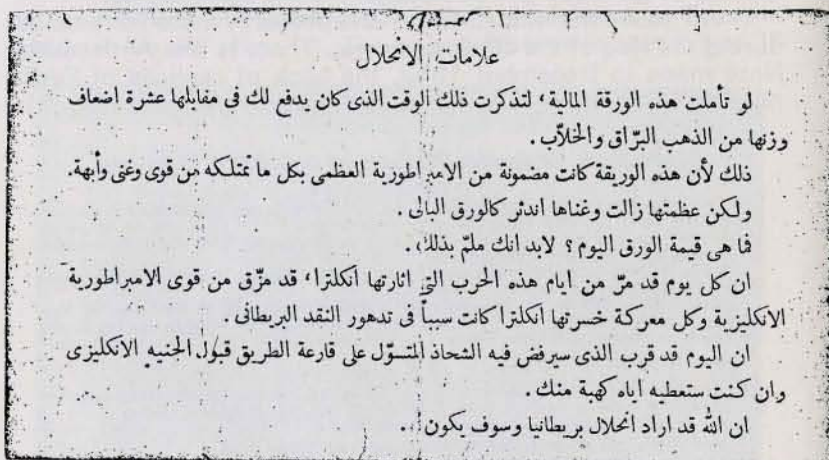 علامات الانحلال
لو تأملت هذه الورقة المالية، لتذكرت ذلك الوقت الذى كان يدفع لك فى مقابلها عشرة اضعاف
وزنها من الذهب البرّاق والخلاّب.
ذلك لأن هذه الوريقة كانت مضمونة من الامبراطورية العظمى بكل ما تمتلكه من قوى وغنى وأبهة.
ولكن عظمتها زالت وغناها اندثر كالورق البالى.
فما هى قيمة الورق اليوم؟ لابد أنك ملمّ بذلك.
ان كل يوم قد مرّ من ايام هذه الحرب التى اثارتها انكلترا، قد مزّق من قوى الامبراطورية
الانكليزية وكل معركة خسرتها انكلترا كانت سبباً فى تدهور النقد البريطانى.
ان اليوم قد قرب الذى سيرفض فيه الشحاذ المتسوّل على قارعة الطريق قبول الجنيه الانكليزى
وان كنت ستعطيه اياه كهبة منك.
ان الله قد اراد انحلال بريطانيا وسوف يكون..